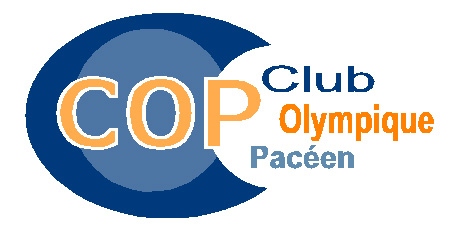 COP
Club
Olympique
Pacéen